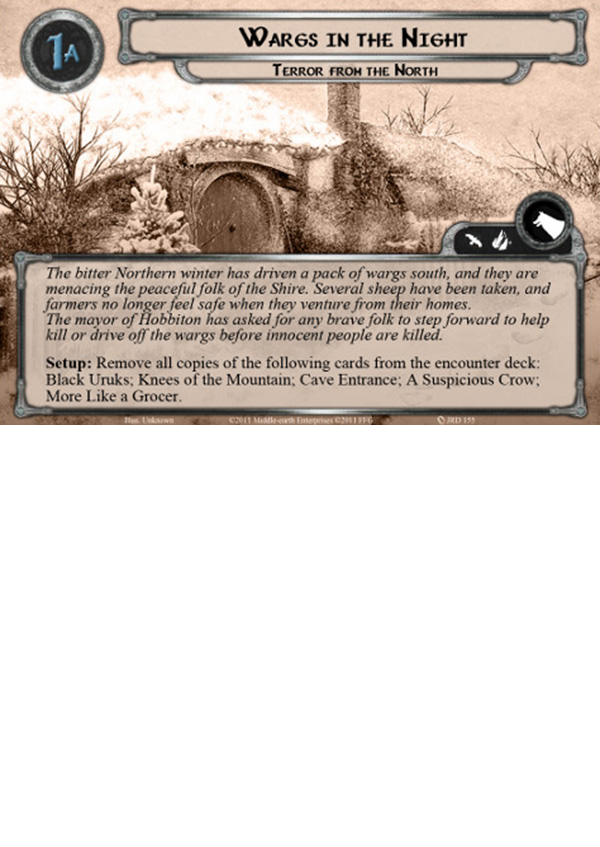 1A
Wargs in the Night
Terror from the North
The bitter Northern winter has driven a pack of wargs south, and they are
menacing the peaceful folk of the Shire. Several sheep have been taken, and
farmers no longer feel safe when they venture from their homes.
The mayor of Hobbiton has asked for any brave folk to step forward to help
kill or drive off the wargs before innocent people are killed.
Setup: Remove all copies of the following cards from the encounter deck:
Black Uruks; Knees of the Mountain; Cave Entrance; A Suspicious Crow;
More Like a Grocer.
Illus. Unknown ©2011 Middle-earth Enterprises ©2011 FFG JRD 155